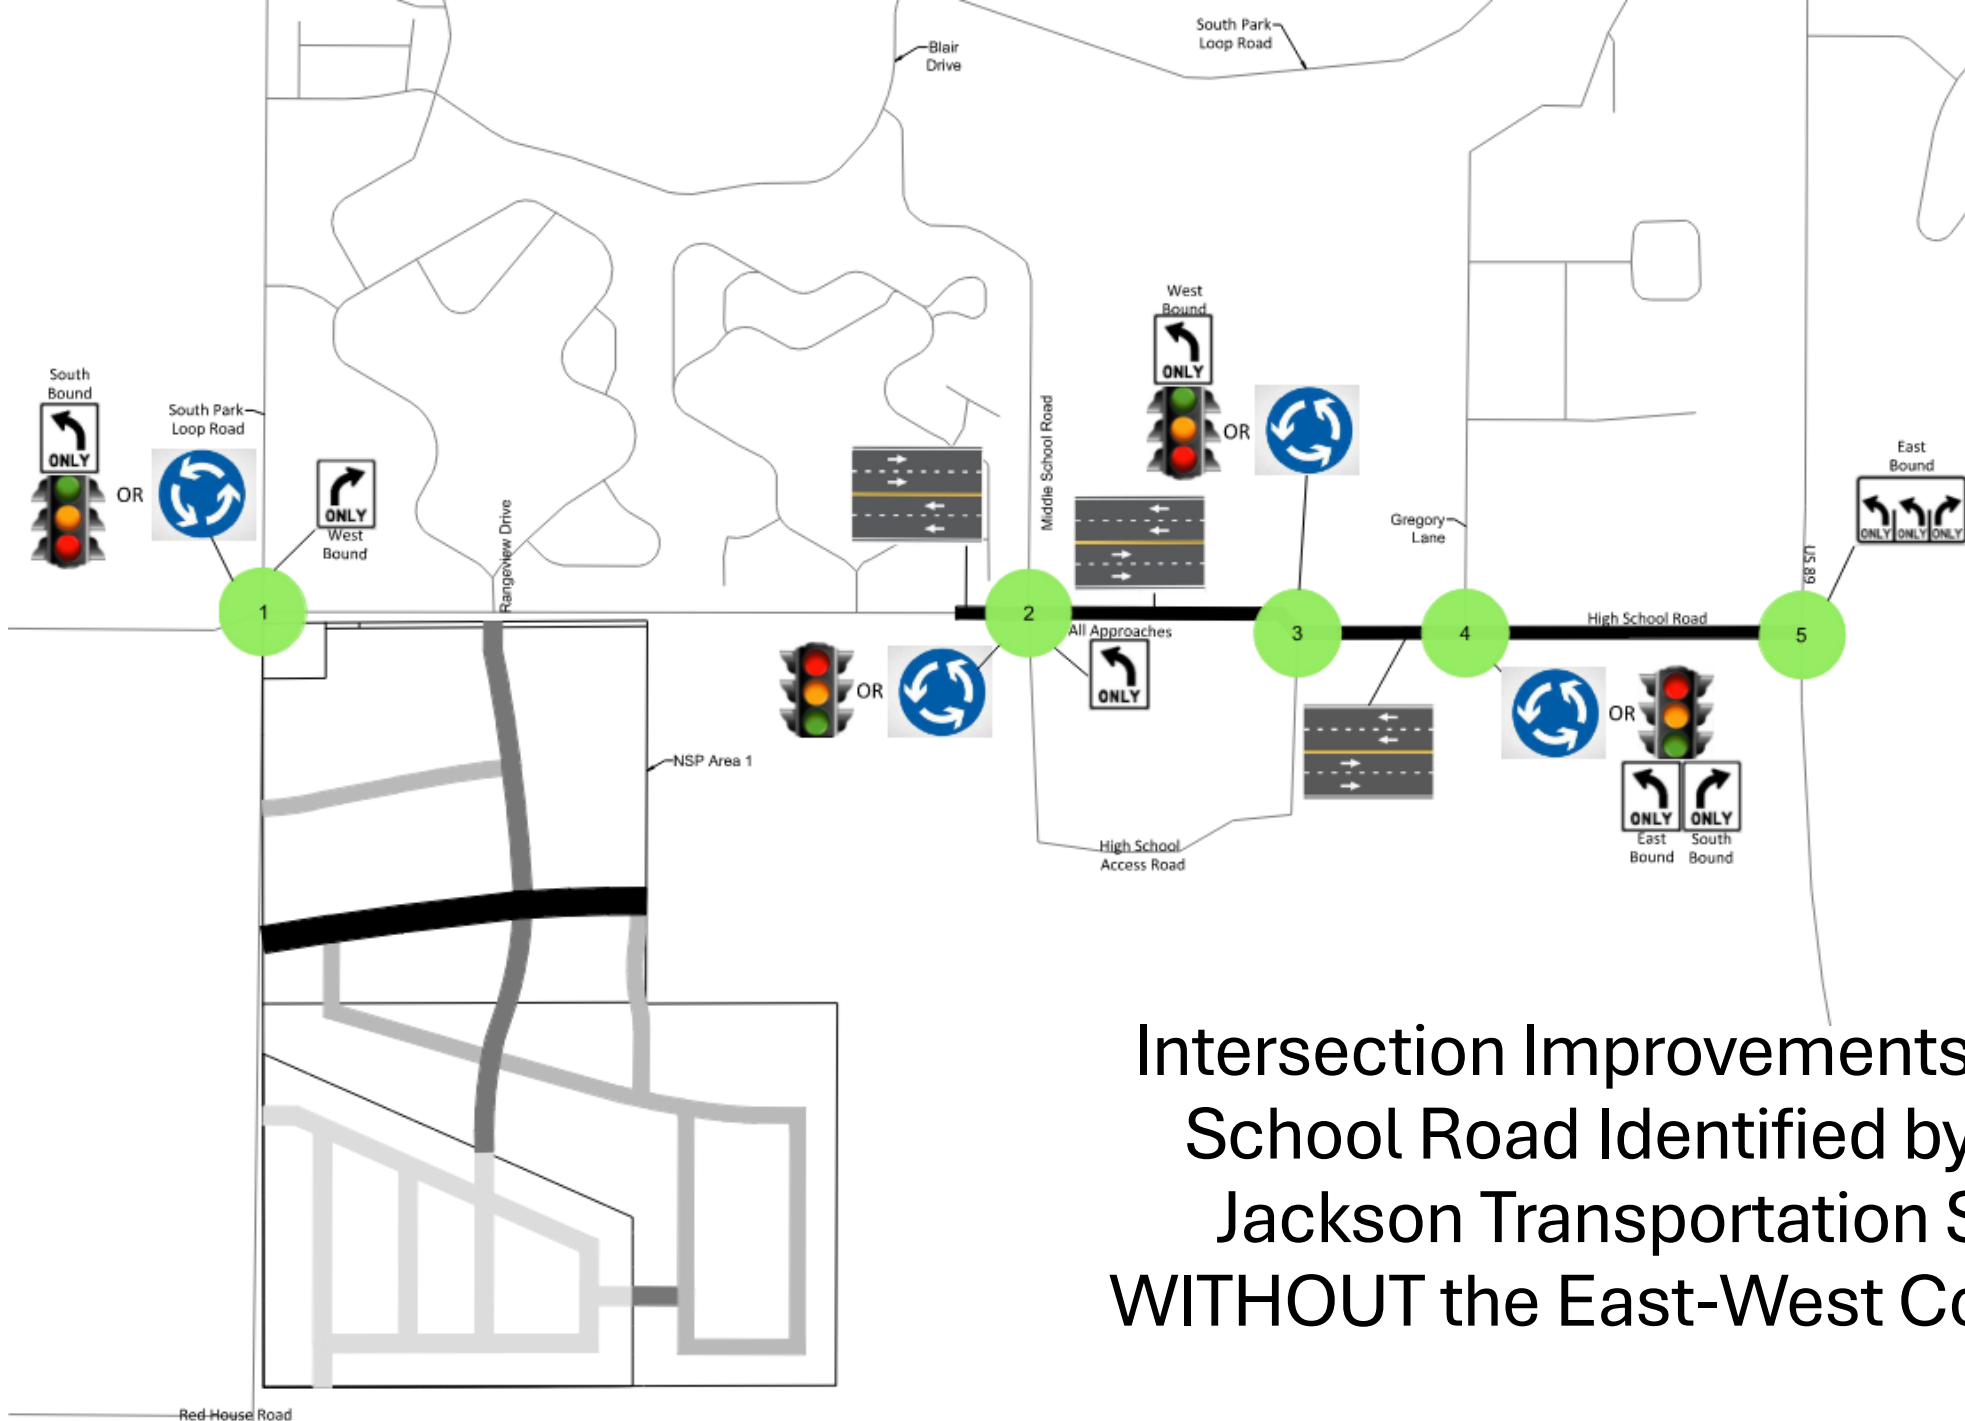 South Park
Loop Road
Blair
Drive
West
Bound
ONLY
OR
South
Bound
ONLY
OR
South Park
Loop Road
ONLY
West
Bound
Rangeview Drive
Middle School Road
Gregory
Lane
East
Bound
ONLY ONLY ONLY
US 89
1
2
3
4
5
All Approaches
ONLY
High School Road
OR
OR
ONLY ONLY
East
Bound
South
Bound
NSP Area 1
High School
Access Road
Intersection Improvements
School Road Identified by
Jackson Transportation S
WITHOUT the East-West Co
Red House Road